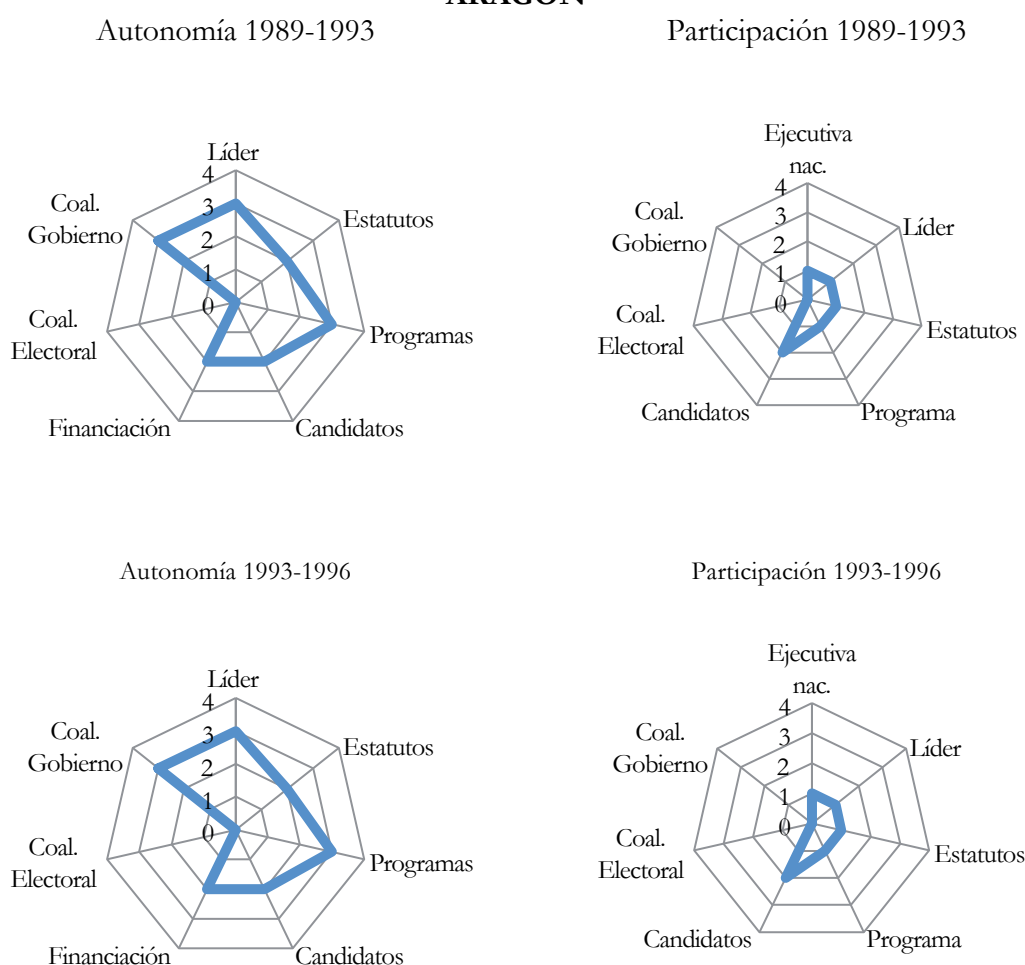 ARAGÓN
Autonomía 1989-1993
Participación 1989-1993
Líder
4
3
2
1
0
Estatutos
Programas
Candidatos
Financiación
Coal.
Electoral
Coal.
Gobierno
Ejecutiva
nac.
4
3
2
1
0
Líder
Estatutos
Programa
Candidatos
Coal.
Electoral
Coal.
Gobierno
Autonomía 1993-1996
Participación 1993-1996
Líder
4
3
2
1
0
Estatutos
Programas
Candidatos
Financiación
Coal.
Electoral
Coal.
Gobierno
Ejecutiva
nac.
4
3
2
1
0
Líder
Estatutos
Programa
Candidatos
Coal.
Electoral
Coal.
Gobierno